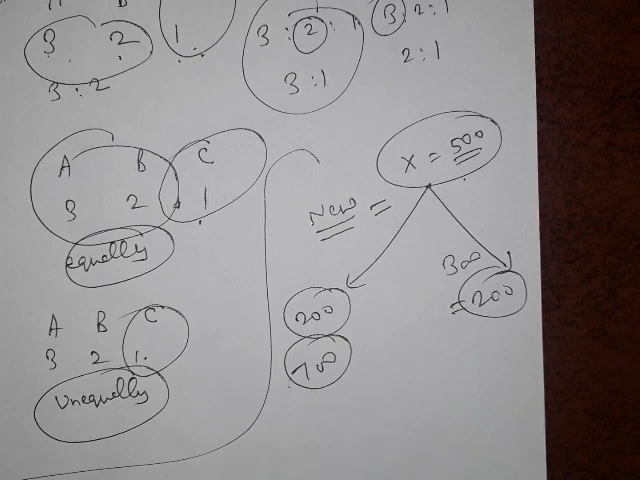 3 2 1.
3 : 2
3 : 2 : 1
3 : 1
3 2 : 1
2 : 1
A B C
3 2 1
equally
A B C
3 2 1.
Unequally
X = 500
New =
300
= 200
200